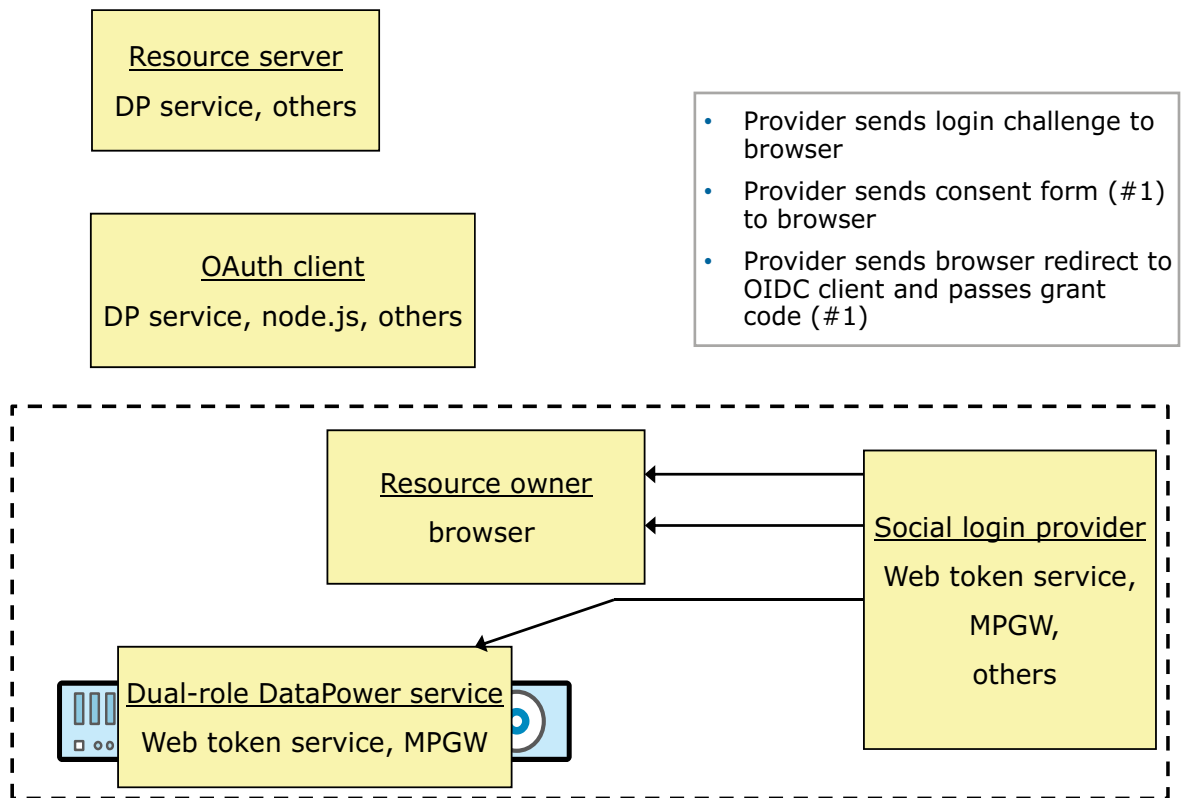 Resource server
DP service, others
• Provider sends login challenge to
browser
• Provider sends consent form (#1)
to browser
• Provider sends browser redirect to
OIDC client and passes grant
code (#1)
OAuth client
DP service, node.js, others
Resource owner
browser
Social login provider
Web token service,
MPGW,
others
Dual-role DataPower service
Web token service, MPGW